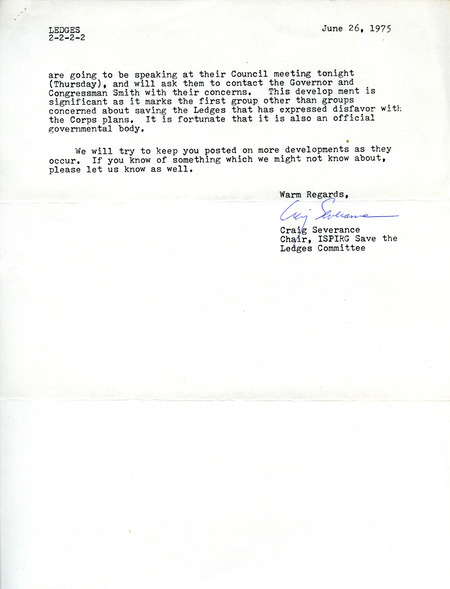 LEDGES June 26, 1975
2-2-2-2
are going to be speaking at their Council meeting tonight
(Thursday), and will ask them to contact the Governor and
Congressman Smith with their concerns. This develop ment is
significant as it marks the first group other than groups
concerned about saving the Ledges that has expressed disfavor with
the Corps plans. It is fortunate that it is also an official
governmental body.
We will try to keep you posted on more developments as they
occur. If you know of something which we might not know about,
please let us know as well.
Warm Regards,
Craig Severance
Craig Severance
Chair, ISPIRG Save the
Ledges Committee